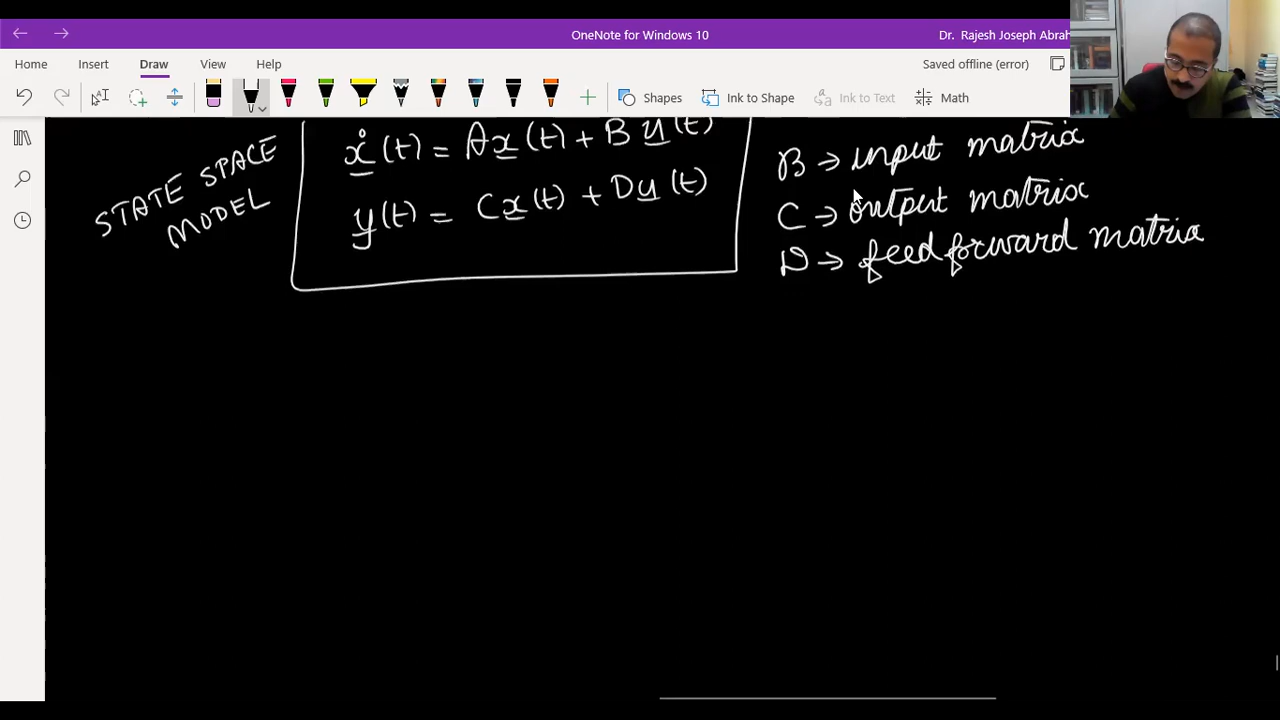 OneNote for Windows 10
Dr. Rajesh Joseph Abrah
Home Insert Draw View Help
Saved offline (error)
Shapes Ink to Shape Ink to Text Math
STATE SPACE
MODEL
ẋ(t) = Ax(t) + Bu(t)
y(t) = Cx(t) + Du(t)
B → input matrix
C → output matrix
D → feedforward matrix